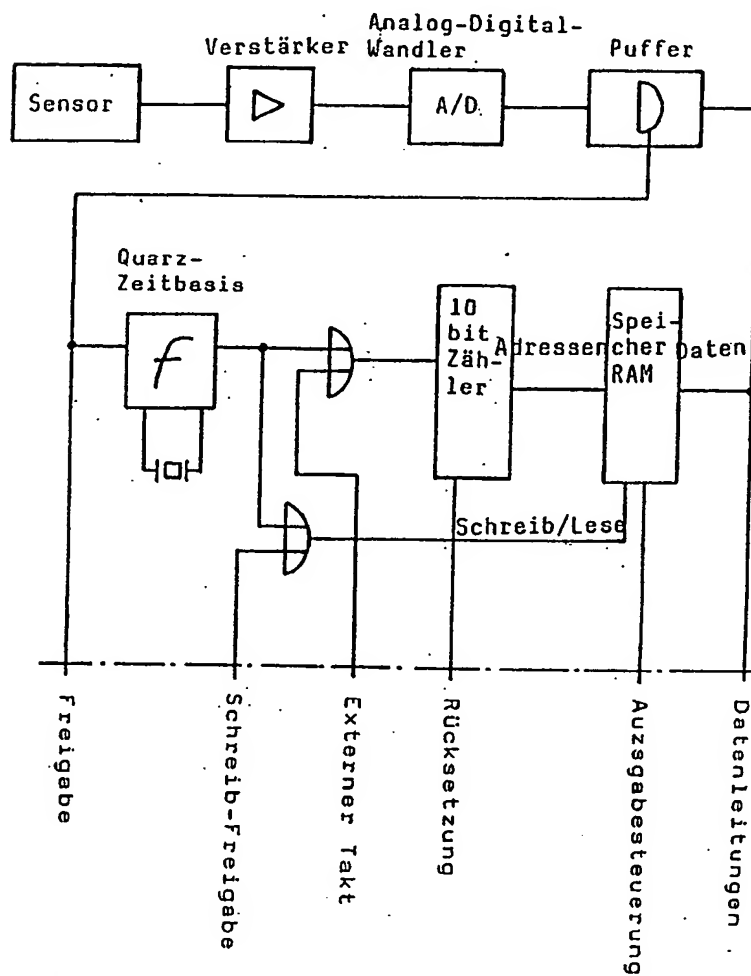 Analog-Digital-
Verstärker Wandler Puffer
Sensor
A/D
Quarz-
Zeitbasis
f
10
bit
Zäh-
ler
Adressen
Spei-
cher
RAM
Daten
Schreib/Lese
Freigabe
Schreib-Freigabe
Externer Takt
Rücksetzung
Auzsgabesteuerung
Datenleitungen